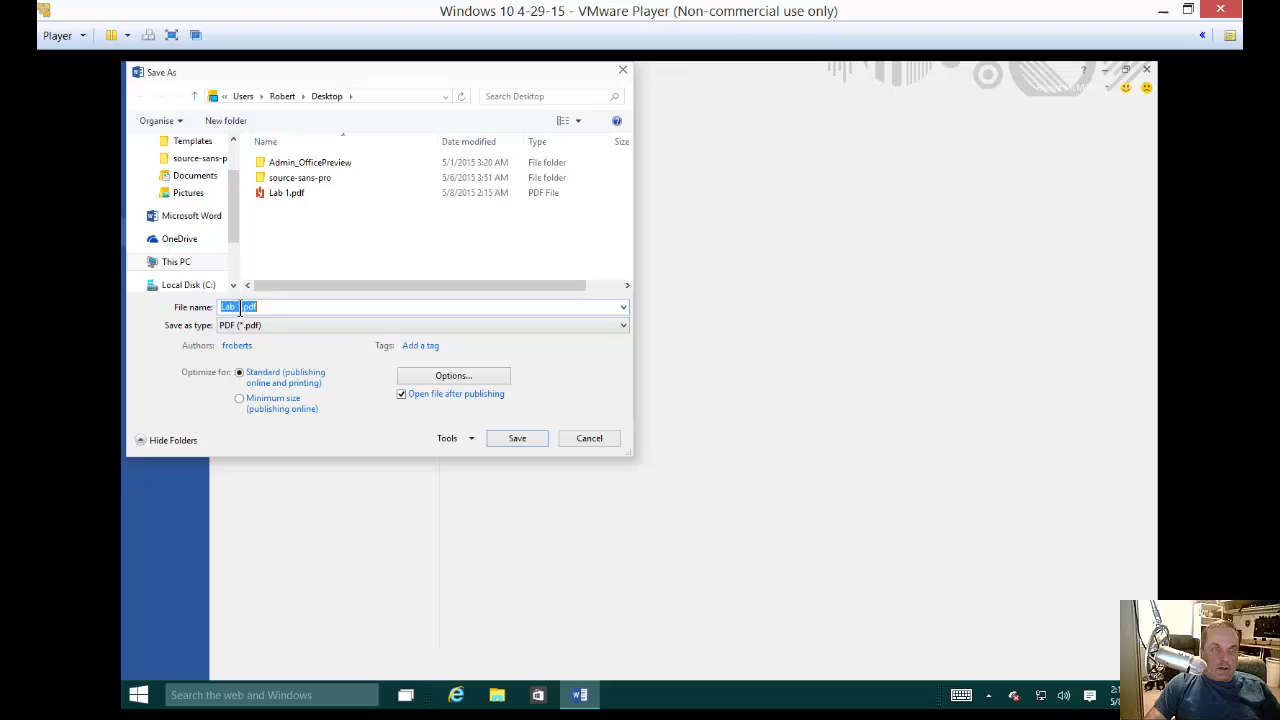 Windows 10 4-29-15 - VMware Player (Non-commercial use only)
Player
Save As
Users Robert Desktop
Search Desktop
Organise New folder
Name Date modified Type Size
Templates
source-sans-p
Documents
Pictures
Microsoft Word
OneDrive
This PC
Local Disk (C:)
Admin_OfficePreview 5/1/2015 3:20 AM File folder
source-sans-pro 5/6/2015 3:51 AM File folder
Lab 1.pdf 5/8/2015 2:15 AM PDF File
File name: Lab 1.pdf
Save as type: PDF (*.pdf)
Authors: froberts Tags: Add a tag
Optimize for: Standard (publishing
online and printing)
Minimum size
(publishing online)
Options...
Open file after publishing
Hide Folders Tools Save Cancel
Search the web and Windows